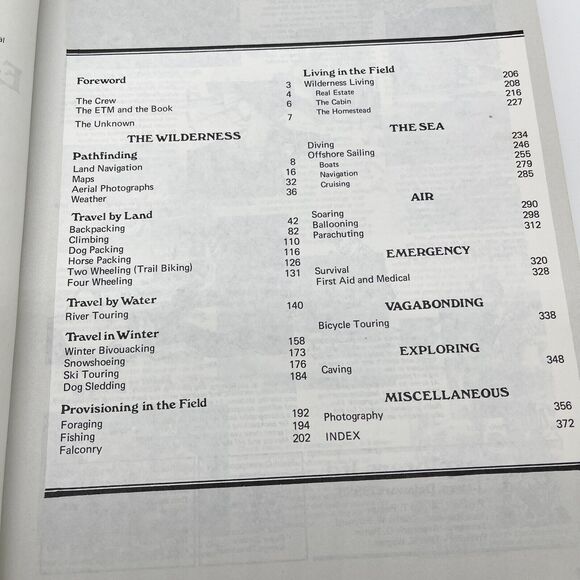 al
Foreword 3
The Crew 4
The ETM and the Book 6
The Unknown 7
THE WILDERNESS
Pathfinding
Land Navigation 8
Maps 16
Aerial Photographs 32
Weather 36
Travel by Land
Backpacking 42
Climbing 82
Dog Packing 110
Horse Packing 116
Two Wheeling (Trail Biking) 126
Four Wheeling 131
Travel by Water
River Touring 140
Travel in Winter
Winter Bivouacking 158
Snowshoeing 173
Ski Touring 176
Dog Sledding 184
Provisioning in the Field
Foraging 192
Fishing 194
Falconry 202
Living in the Field
Wilderness Living 206
Real Estate 208
The Cabin 216
The Homestead 227
THE SEA
Diving 234
Offshore Sailing 246
Boats 255
Navigation 279
Cruising 285
AIR
Soaring 290
Ballooning 298
Parachuting 312
EMERGENCY
Survival 320
First Aid and Medical 328
VAGABONDING
Bicycle Touring 338
EXPLORING
Caving 348
MISCELLANEOUS
Photography 356
INDEX 372